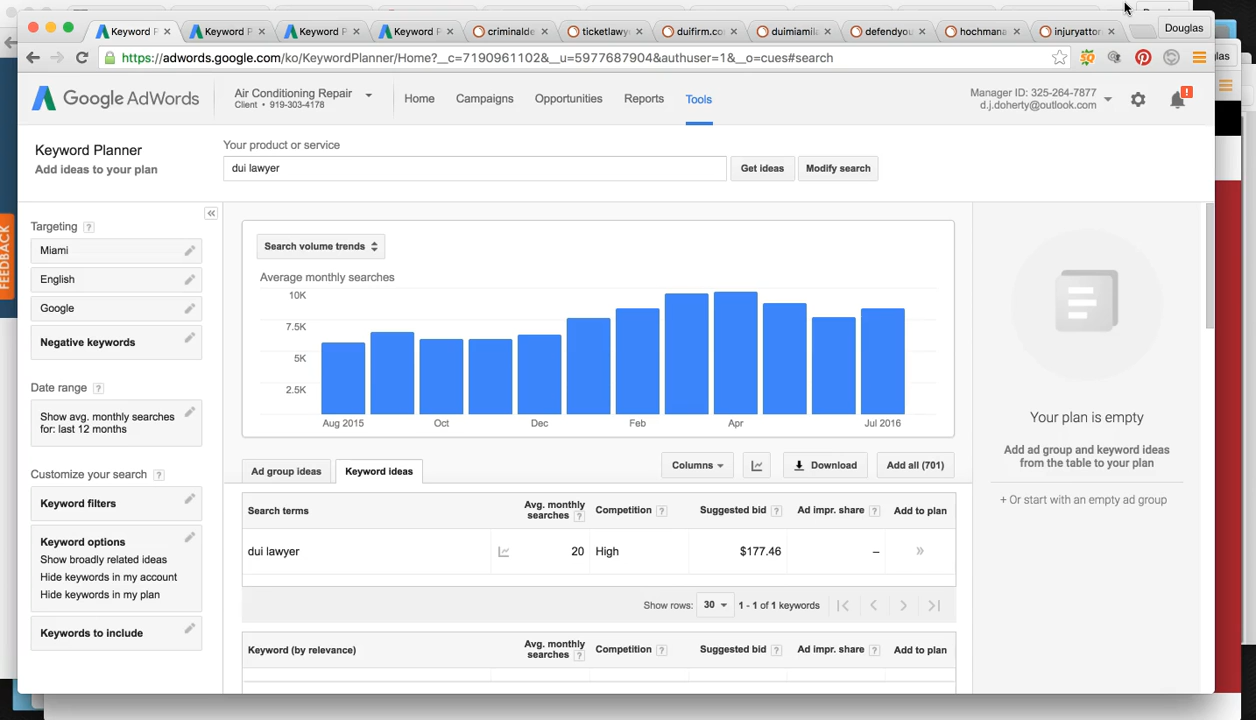 Douglas
Keyword P
Keyword P
Keyword P
Keyword P
criminalde
ticketlawy
duifirm.co
duimiamila
defendyou
hochmana
injuryattor
https://adwords.google.com/ko/KeywordPlanner/Home?__c=7190961102&__u=5977687904&authuser=1&__o=cues#search
glas
Google AdWords
Air Conditioning Repair
Client • 919-303-4178
Home
Campaigns
Opportunities
Reports
Tools
Manager ID: 325-264-7877
d.j.doherty@outlook.com
!
Keyword Planner
Add ideas to your plan
Your product or service
dui lawyer
Get ideas
Modify search
FEEDBACK
«
Targeting ?
Miami
English
Google
Negative keywords
Date range ?
Show avg. monthly searches
for: last 12 months
Customize your search ?
Keyword filters
Keyword options
Show broadly related ideas
Hide keywords in my account
Hide keywords in my plan
Keywords to include
Search volume trends
Average monthly searches
10K
7.5K
5K
2.5K
Aug 2015
Oct
Dec
Feb
Apr
Jul 2016
Ad group ideas
Keyword ideas
Columns
Download
Add all (701)
Search terms
Avg. monthly
searches ?
Competition ?
Suggested bid ?
Ad impr. share ?
Add to plan
dui lawyer
20
High
$177.46
–
»
Show rows:
30
1 - 1 of 1 keywords
Keyword (by relevance)
Avg. monthly
searches ?
Competition ?
Suggested bid ?
Ad impr. share ?
Add to plan
Your plan is empty
Add ad group and keyword ideas
from the table to your plan
+ Or start with an empty ad group